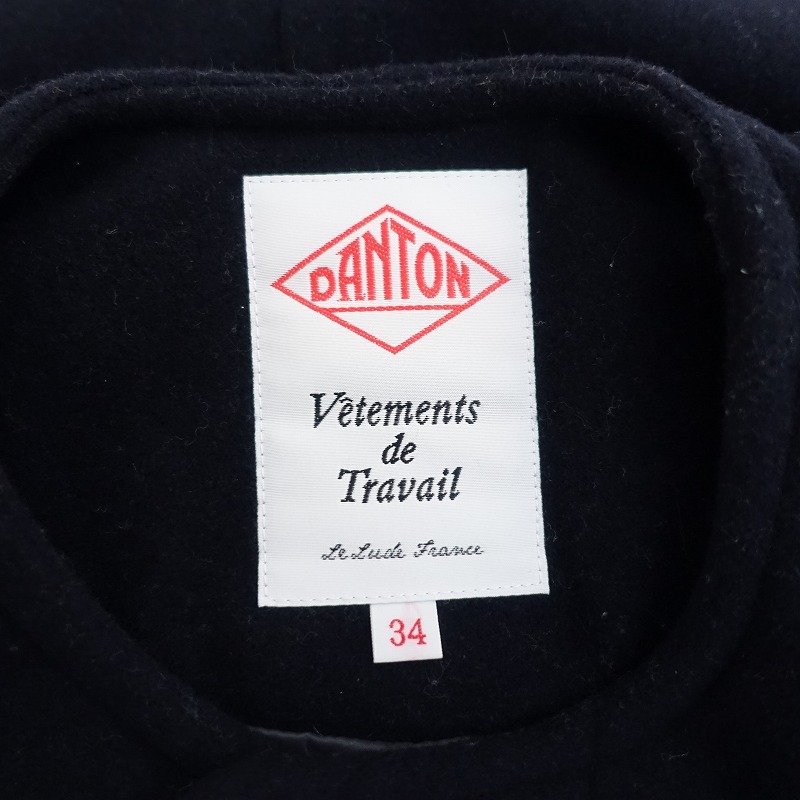 DANTON
Vêtements
de
Travail
Le Lude France
34